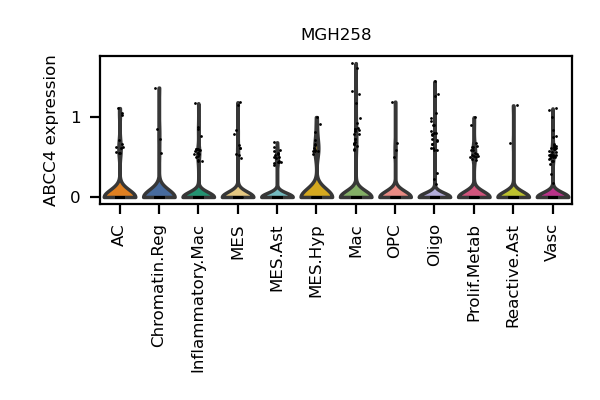 MGH258
ABCC4 expression
1
0
AC
Chromatin.Reg
Inflammatory.Mac
MES
MES.Ast
MES.Hyp
Mac
OPC
Oligo
Prolif.Metab
Reactive.Ast
Vasc